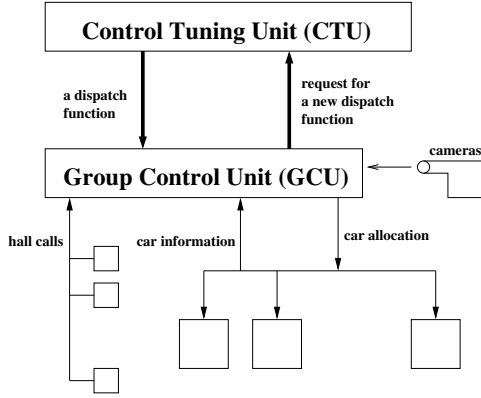 Control Tuning Unit (CTU)
a dispatch
function
request for
a new dispatch
function
cameras
Group Control Unit (GCU)
hall calls
car information
car allocation